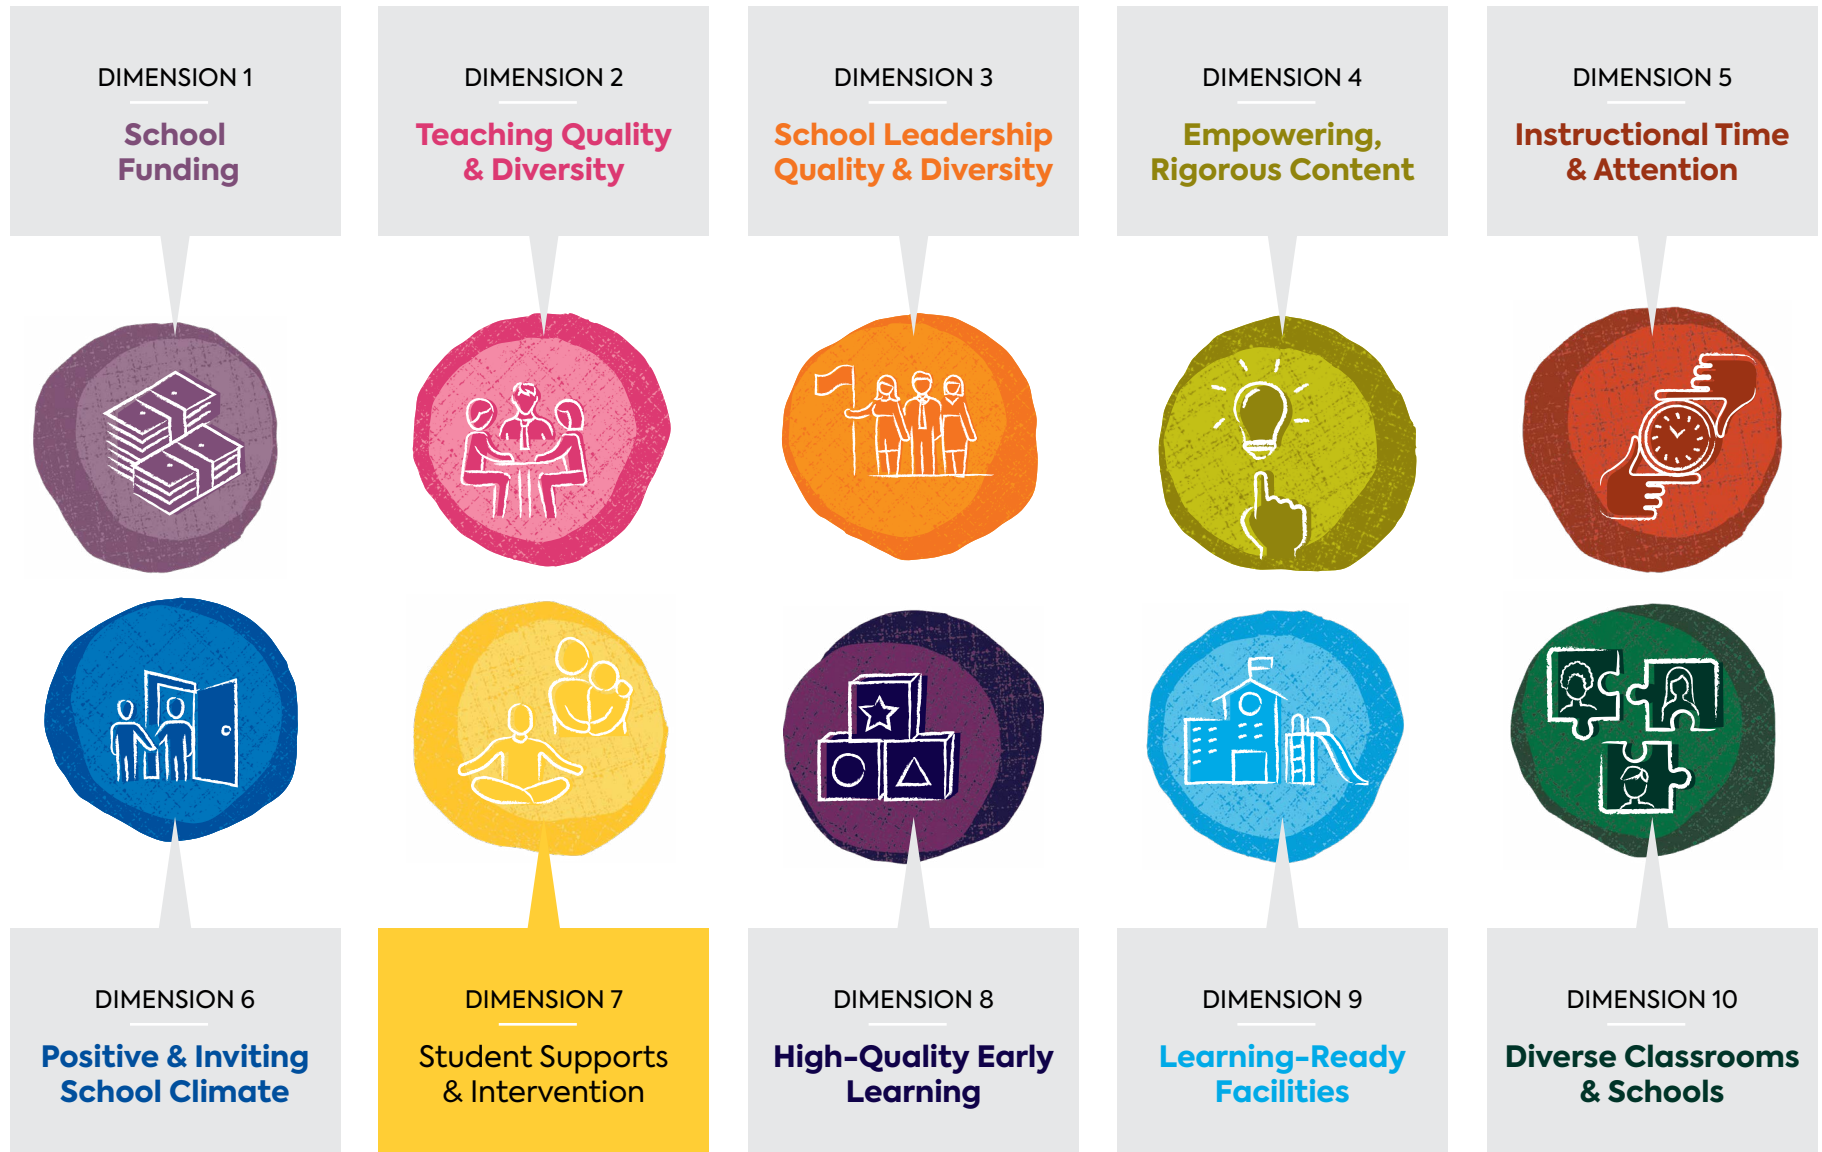 DIMENSION 1
School
Funding
DIMENSION 2
Teaching Quality
& Diversity
DIMENSION 3
School Leadership
Quality & Diversity
DIMENSION 4
Empowering,
Rigorous Content
DIMENSION 5
Instructional Time
& Attention
DIMENSION 6
Positive & Inviting
School Climate
DIMENSION 7
Student Supports
& Intervention
DIMENSION 8
High-Quality Early
Learning
DIMENSION 9
Learning-Ready
Facilities
DIMENSION 10
Diverse Classrooms
& Schools